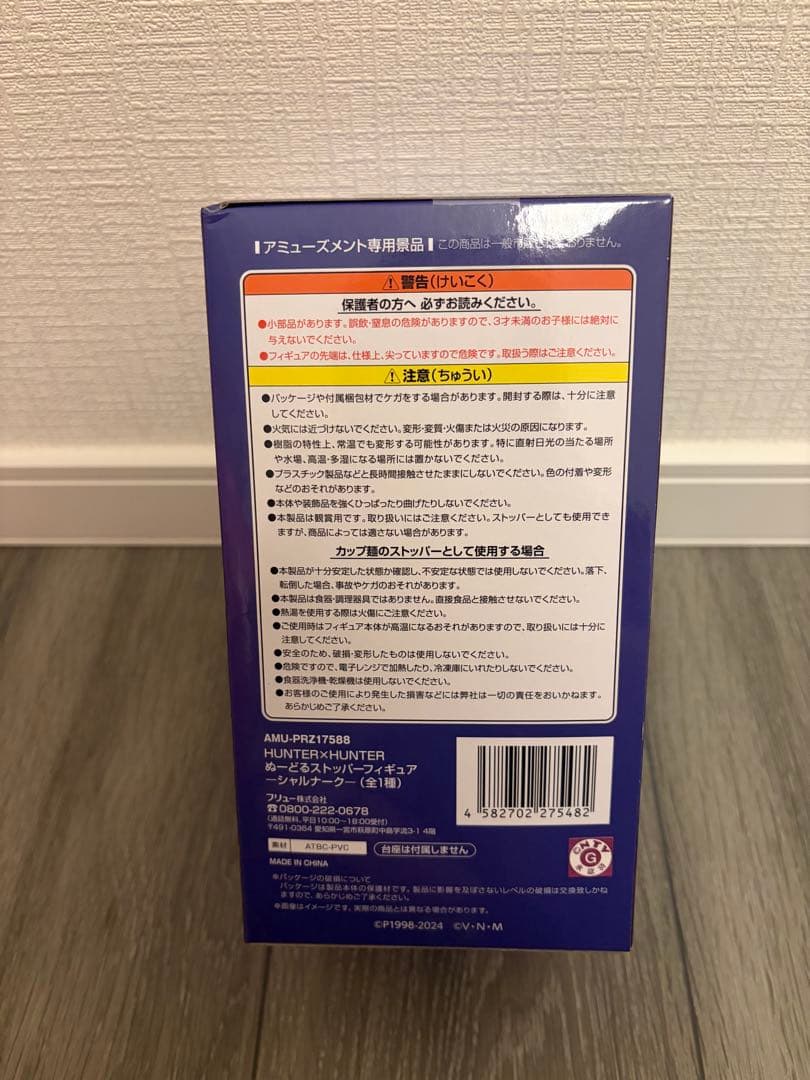 アミューズメント専用景品 この商品は一般市 おりません。
警告(けいこく)
保護者の方へ 必ずお読みください。
●小部品があります。誤飲・窒息の危険がありますので、3才未満のお子様には絶対に
与えないでください。
●フィギュアの先端は、仕様上、尖っていますので危険です。取扱う際はご注意ください。
注意(ちゅうい)
●パッケージや付属梱包材でケガをする場合があります。開封する際は、十分に注意
してください。
●火気には近づけないでください。変形・変質・火傷または火災の原因になります。
●樹脂の特性上、常温でも変形する可能性があります。特に直射日光の当たる場所
や水場、高温・多湿になる場所には置かないでください。
●プラスチック製品などと長時間接触させたままにしないでください。色の付着や変形
などのおそれがあります。
●本体や装飾品を強くひっぱったり曲げたりしないでください。
●本製品は観賞用です。取り扱いにはご注意ください。ストッパーとしても使用でき
ますが、商品によっては適さない場合があります。
カップ麺のストッパーとして使用する場合
●本製品が十分安定した状態か確認し、不安定な状態では使用しないでください。落下、
転倒した場合、事故やケガのおそれがあります。
●本製品は食器・調理器具ではありません。直接食品と接触させないでください。
●熱湯を使用する際は火傷にご注意ください。
●ご使用時はフィギュア本体が高温になるおそれがありますので、取り扱いには十分に
注意してください。
●安全のため、破損・変形したものは使用しないでください。
●危険ですので、電子レンジで加熱したり、冷凍庫にいれたりしないでください。
●食器洗浄機・乾燥機は使用しないでください。
●お客様のご使用により発生した損害などには弊社は一切の責任をおいかねます。
あらかじめご了承ください。
AMU-PRZ17588
HUNTER×HUNTER
ぬーどるストッパーフィギュア
―シャルナーク―(全1種)
フリュー株式会社
☎0800-222-0678
(通話無料、平日10:00~18:00受付)
〒491-0364 愛知県一宮市萩原町中島字流3-1 4階
素材 ATBC-PVC 台座は付属しません
MADE IN CHINA
4 582702 275482
NTV
G
※パッケージの破損について
パッケージは製品本体の保護材です。製品に影響を及ぼさないレベルの破損は交換致しかね
ますので、あらかじめご了承ください。
※画像はイメージです。実際の商品とは異なる場合があります。
©P1998-2024 ©V・N・M